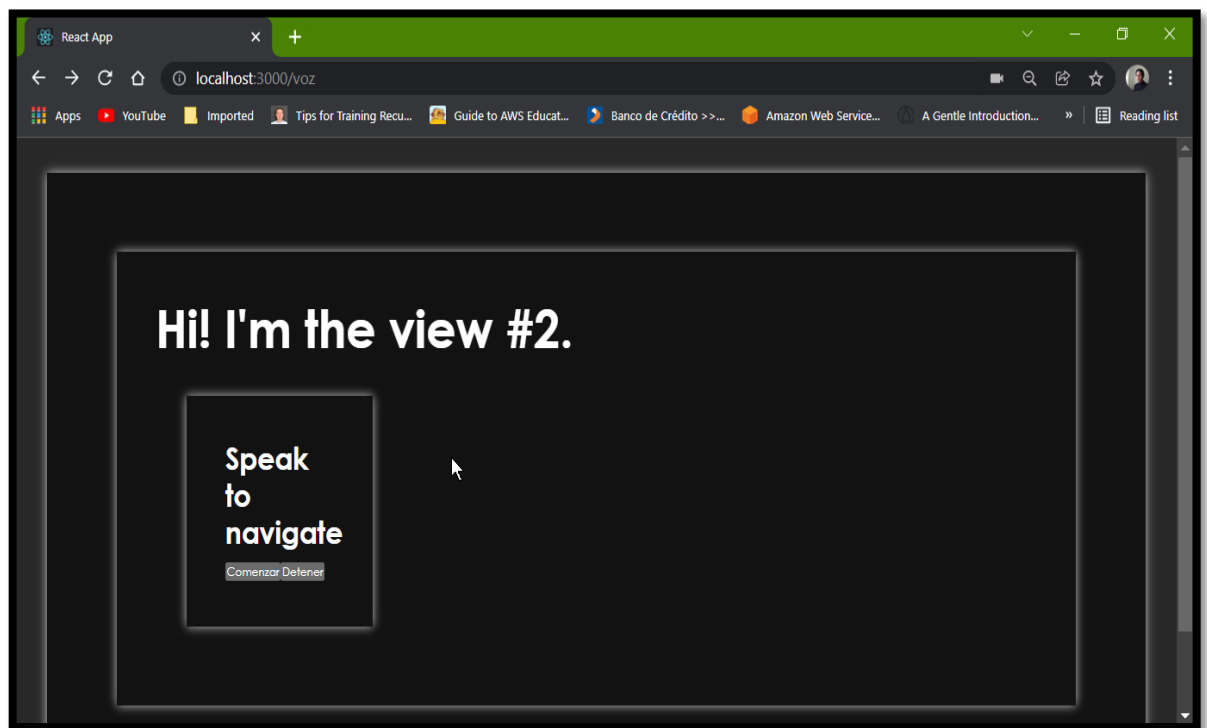 React App
localhost:3000/voz
Apps YouTube Imported Tips for Training Recu... Guide to AWS Educat... Banco de Crédito >>... Amazon Web Service... A Gentle Introduction... » Reading list
Hi! I'm the view #2.
Speak
to
navigate
Comenzar Detener